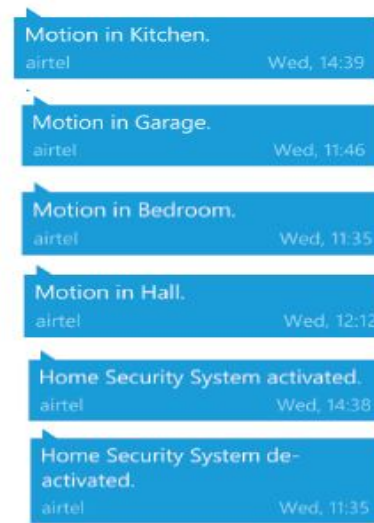 Motion in Kitchen.
airtel Wed, 14:39
Motion in Garage.
airtel Wed, 11:46
Motion in Bedroom.
airtel Wed, 11:35
Motion in Hall.
airtel Wed, 12:12
Home Security System activated.
airtel Wed, 14:38
Home Security System de-
activated.
airtel Wed, 11:35